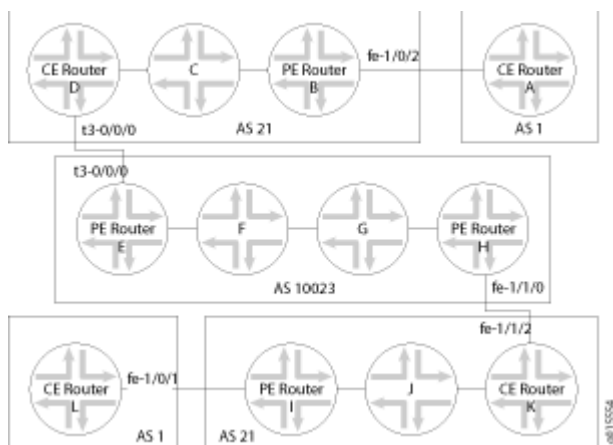 CE Router
D
C
PE Router
B
fe-1/0/2
CE Router
A
AS 21
AS 1
t3-0/0/0
t3-0/0/0
PE Router
E
F
G
PE Router
H
AS 10023
fe-1/1/0
fe-1/1/2
CE Router
L
fe-1/0/1
PE Router
I
J
CE Router
K
AS 1
AS 21